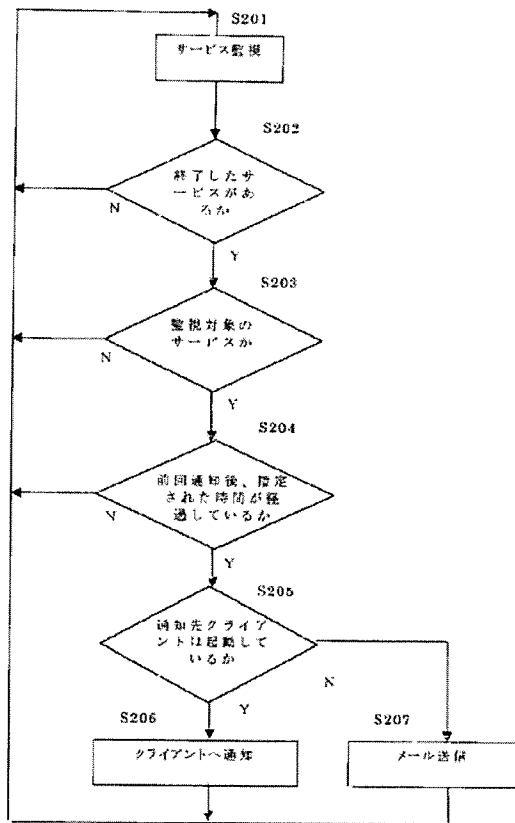 S201
サービス監視
S202
終了したサ
ービスがあ
るか
N
Y
S203
監視対象の
サービスか
N
Y
S204
前回通知後、指定
された時間が経
過しているか
N
Y
S205
通知先クライア
ントは起動して
いるか
N
Y
S206
S207
クライアントへ通知
メール送信